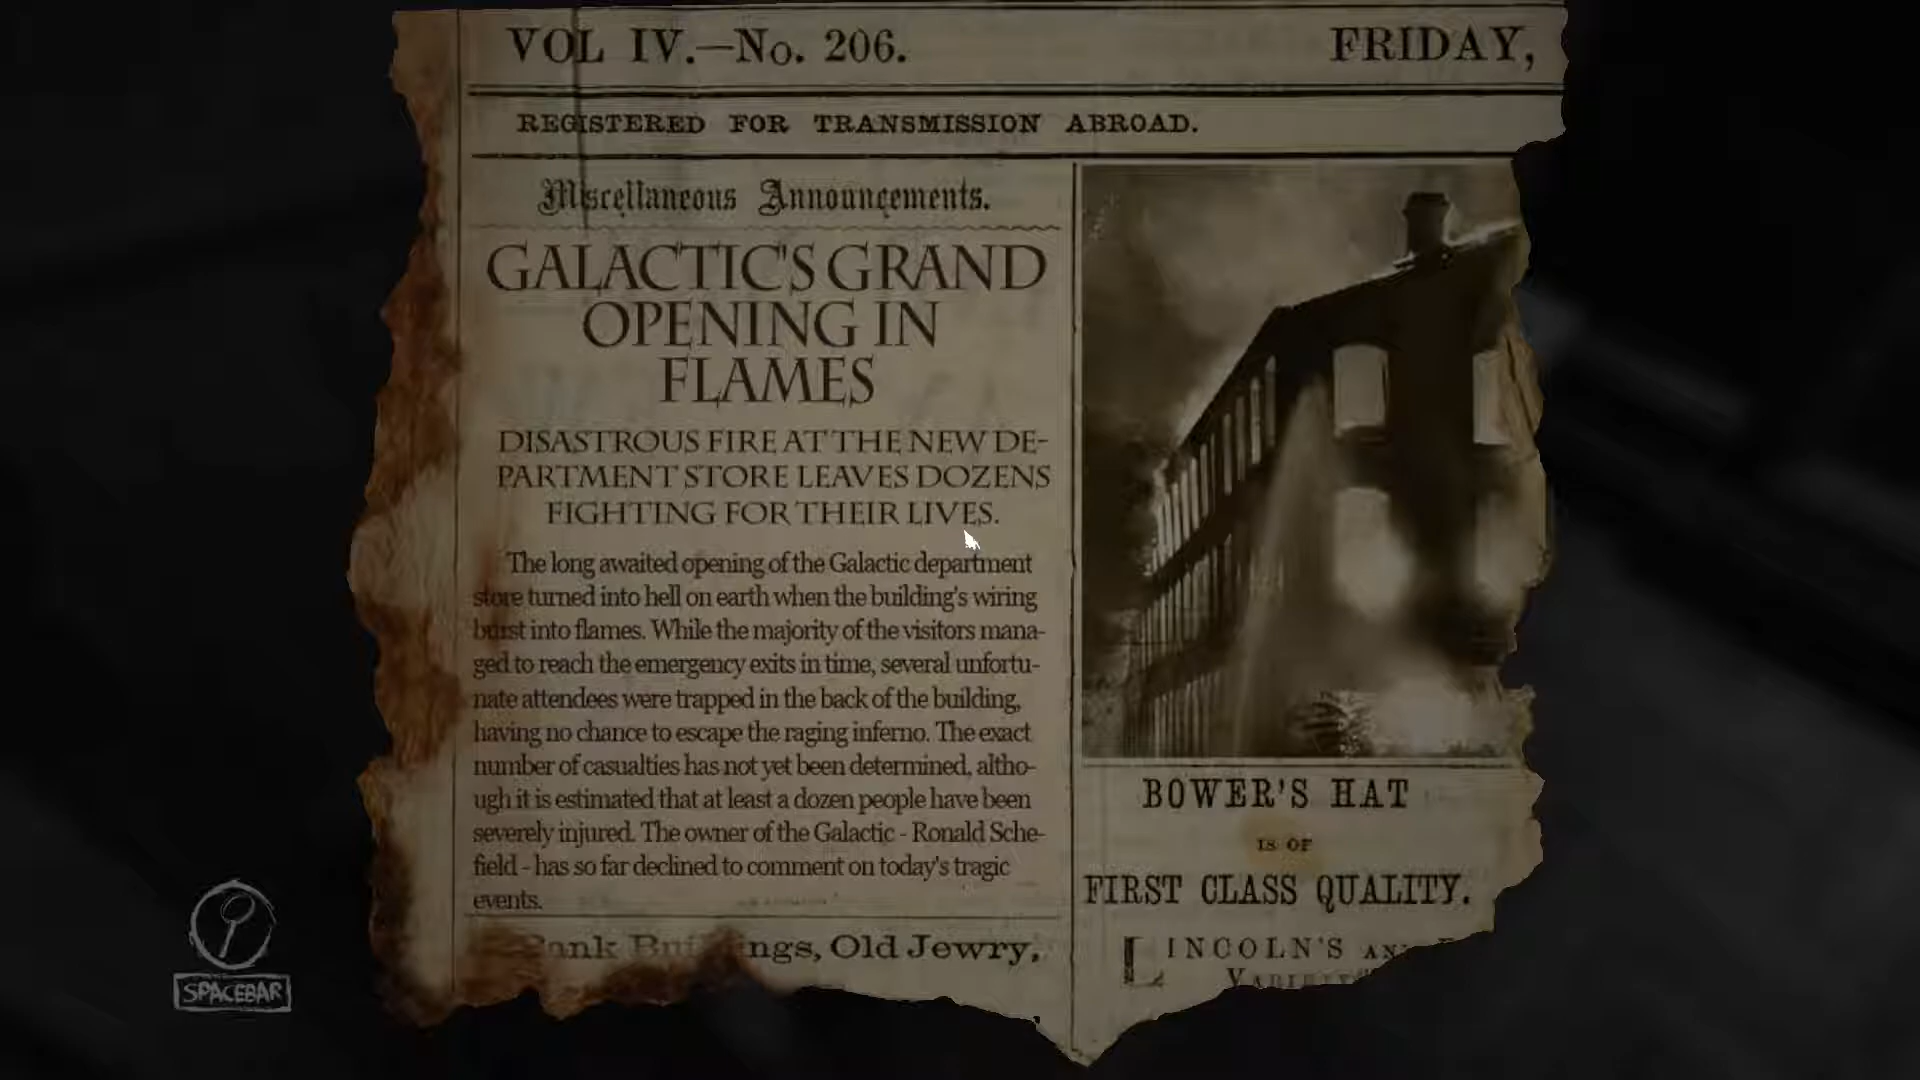 VOL IV.—No. 206.
FRIDAY,
REGISTERED FOR TRANSMISSION ABROAD.
Miscellaneous Announcements.
GALACTIC'S GRAND
OPENING IN
FLAMES
DISASTROUS FIRE AT THE NEW DE-
PARTMENT STORE LEAVES DOZENS
FIGHTING FOR THEIR LIVES.
The long awaited opening of the Galactic department
store turned into hell on earth when the building's wiring
burst into flames. While the majority of the visitors mana-
ged to reach the emergency exits in time, several unfortu-
nate attendees were trapped in the back of the building,
having no chance to escape the raging inferno. The exact
number of casualties has not yet been determined, altho-
ugh it is estimated that at least a dozen people have been
severely injured. The owner of the Galactic - Ronald Sche-
field - has so far declined to comment on today's tragic
events.
Old Jewry,
BOWER'S HAT
IS OF
FIRST CLASS QUALITY.
LINCOLN'S
SPACEBAR